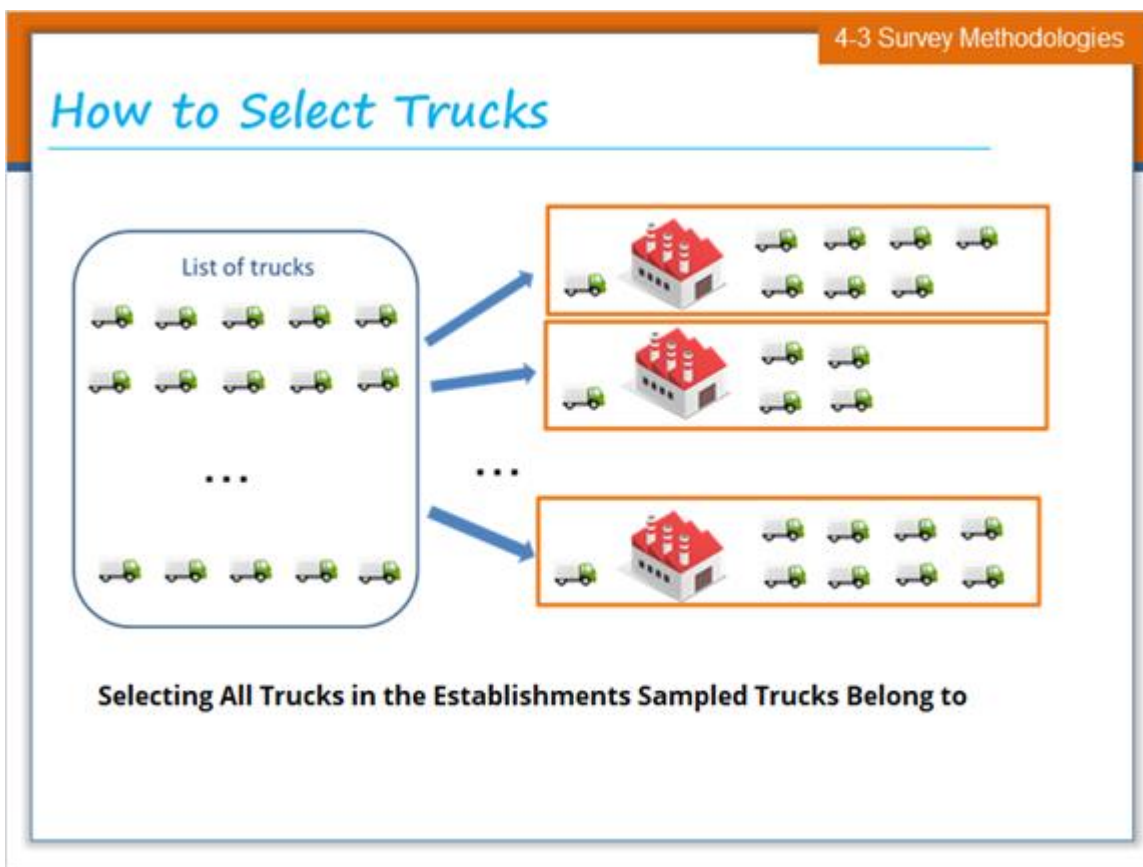 4-3 Survey Methodologies
How to Select Trucks
List of trucks
...
...
Selecting All Trucks in the Establishments Sampled Trucks Belong to